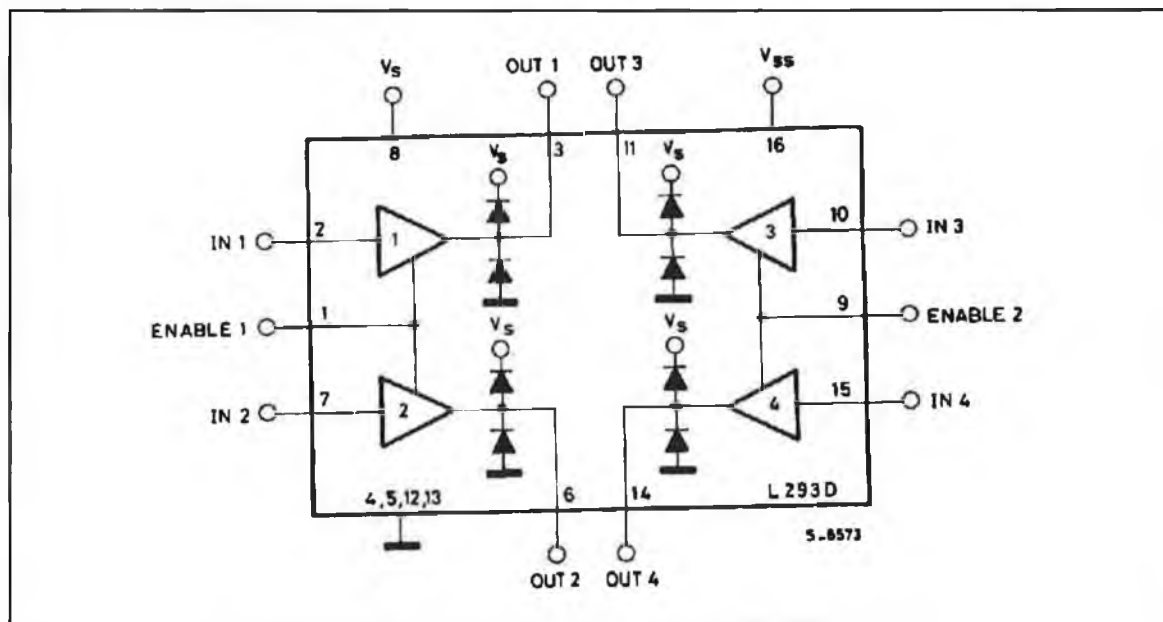 Vs
OUT 1
OUT 3
Vss
8
3
11
16
Vs
Vs
IN 1
2
1
3
10
IN 3
ENABLE 1
1
9
ENABLE 2
Vs
Vs
IN 2
7
2
4
15
IN 4
4,5,12,13
6
14
L293D
S-8573
OUT 2
OUT 4